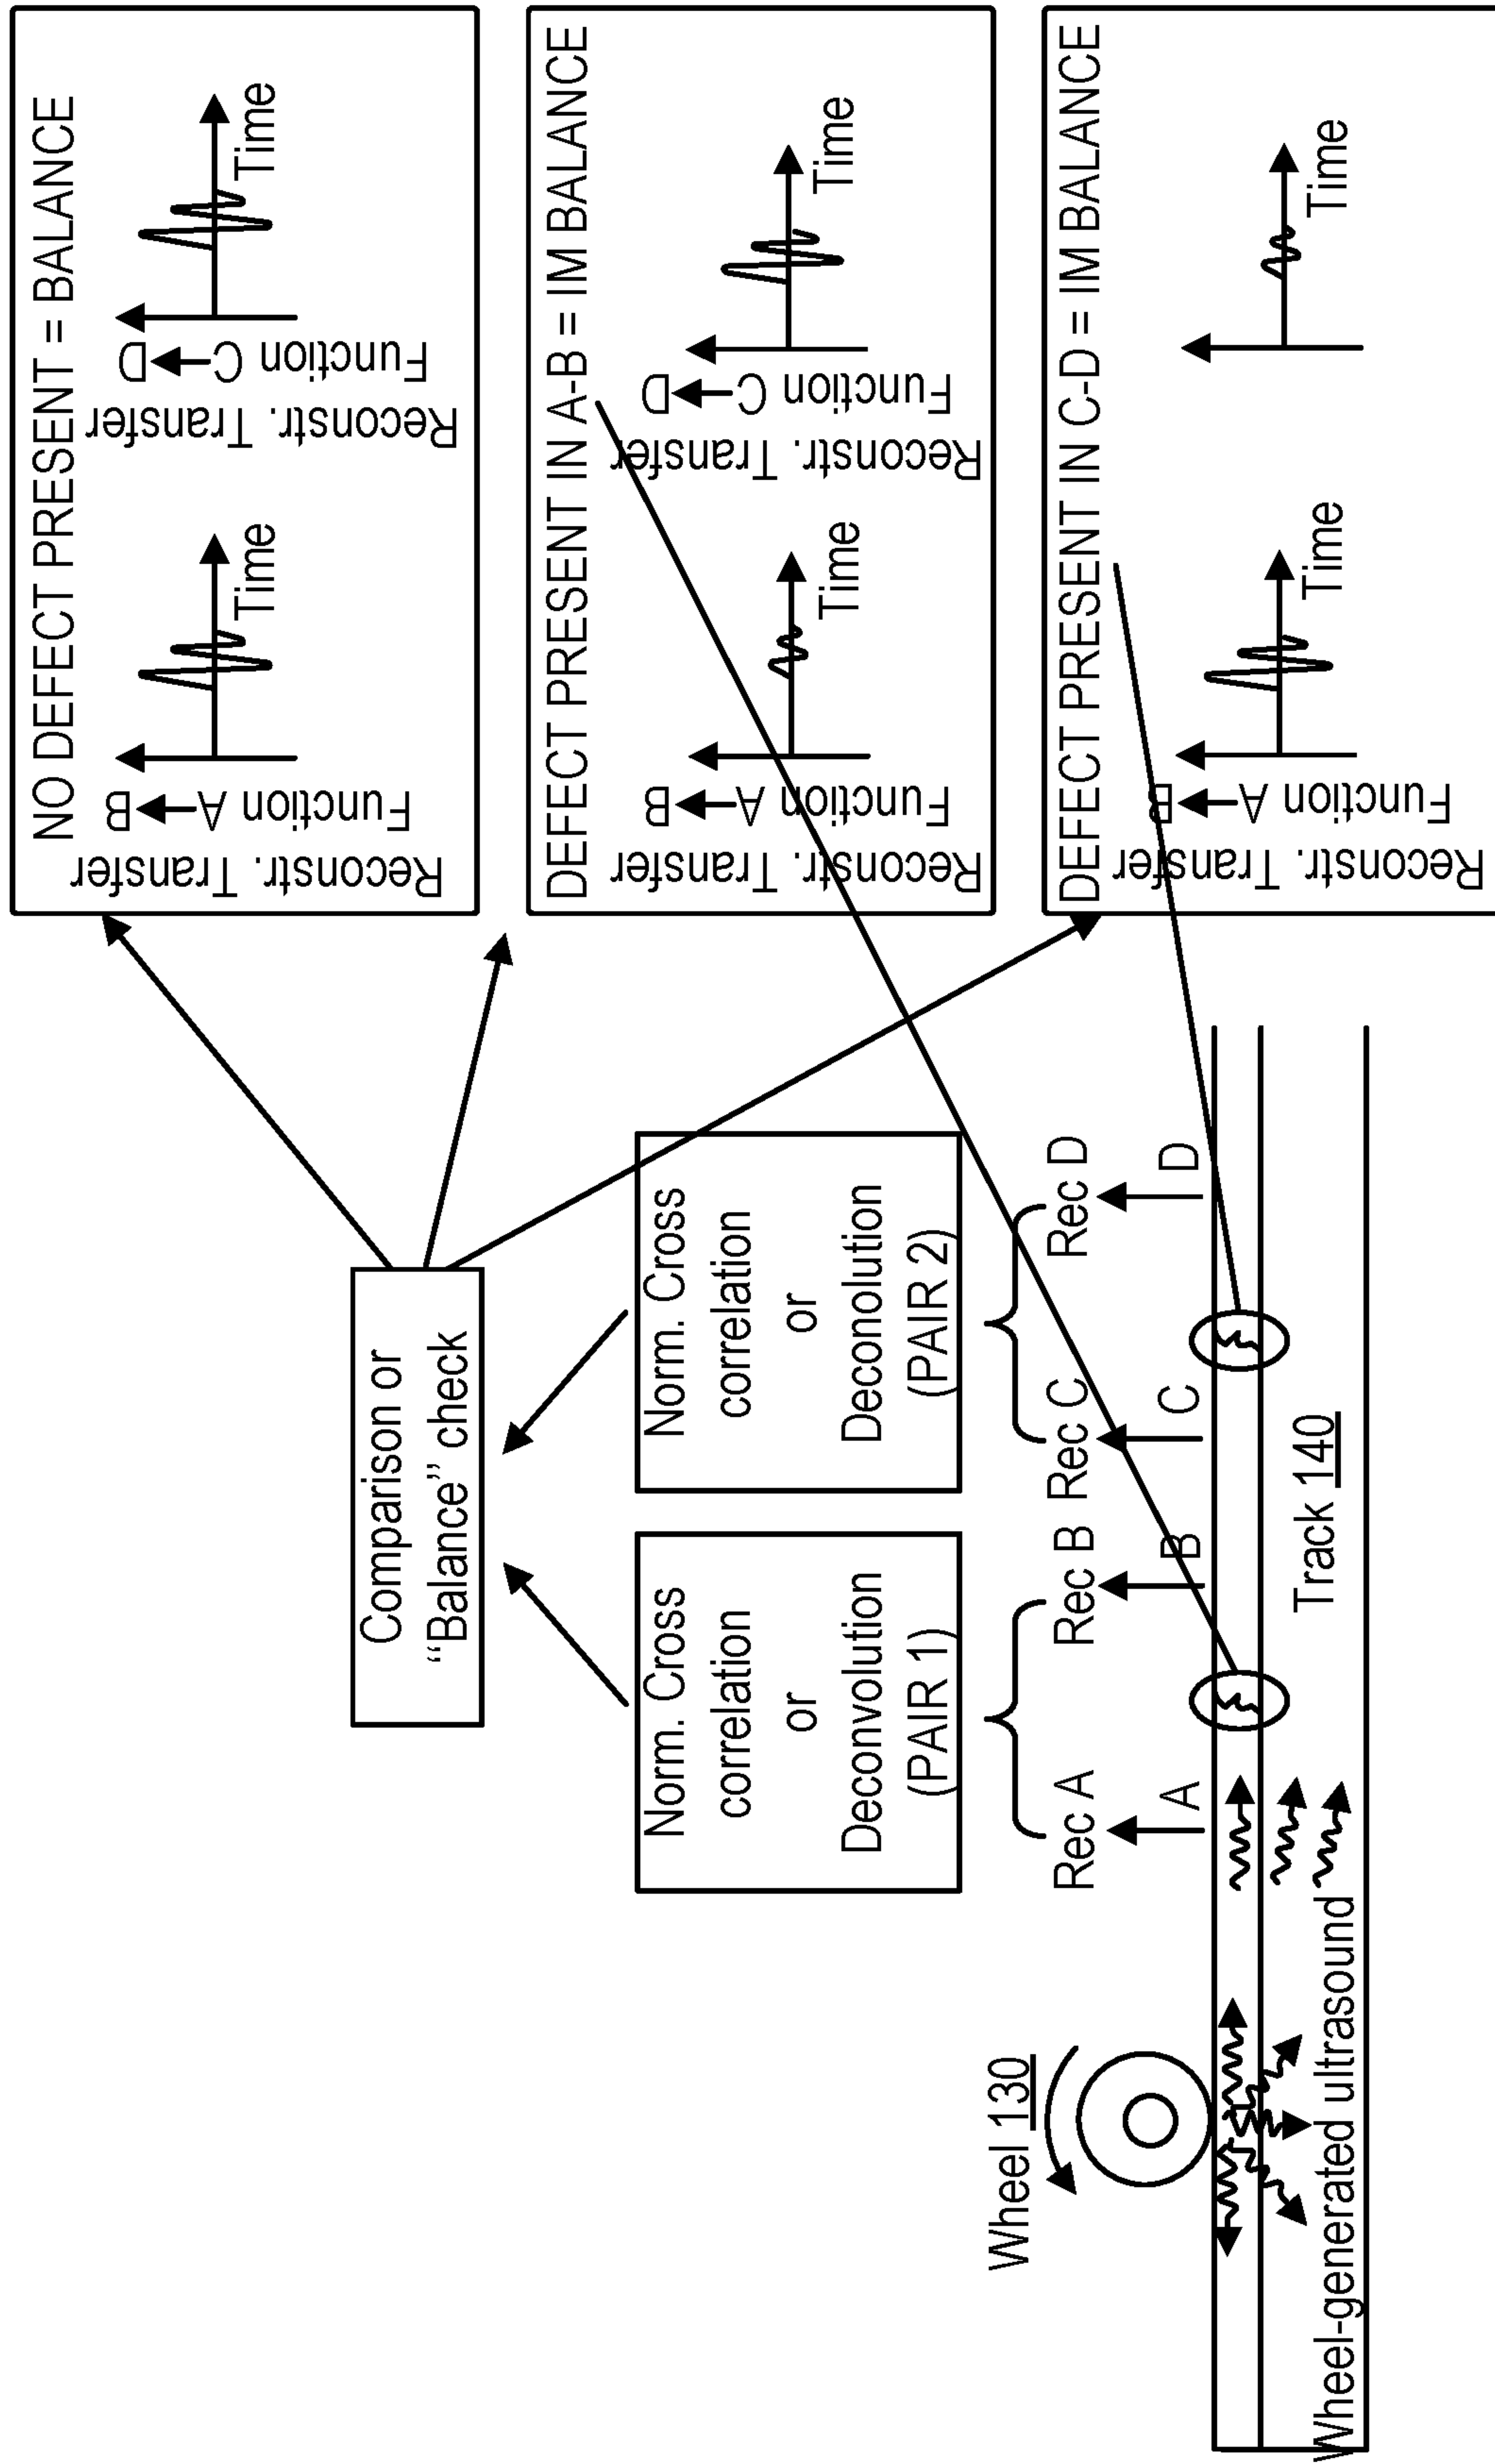 NO DEFECT PRESENT = BALANCE
Reconstr. Transfer
Function A B
Time
Reconstr. Transfer
Function C D
Time
DEFECT PRESENT IN A-B = IM BALANCE
Reconstr. Transfer
Function A B
Time
Reconstr. Transfer
Function C D
Time
DEFECT PRESENT IN C-D = IM BALANCE
Reconstr. Transfer
Function A B
Time
Time
Comparison or
“Balance” check
Norm. Cross
correlation
or
Deconvolution
(PAIR 1)
Norm. Cross
correlation
or
Deconolution
(PAIR 2)
Wheel 130
Rec A
Rec B
Rec C
Rec D
A
B
C
D
Track 140
Wheel-generated ultrasound